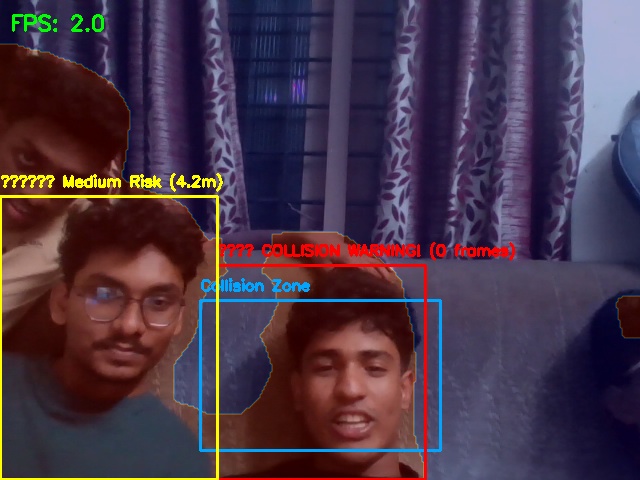 FPS: 2.0
?????? Medium Risk (4.2m)
???? COLLISION WARNING! (0 frames)
Collision Zone